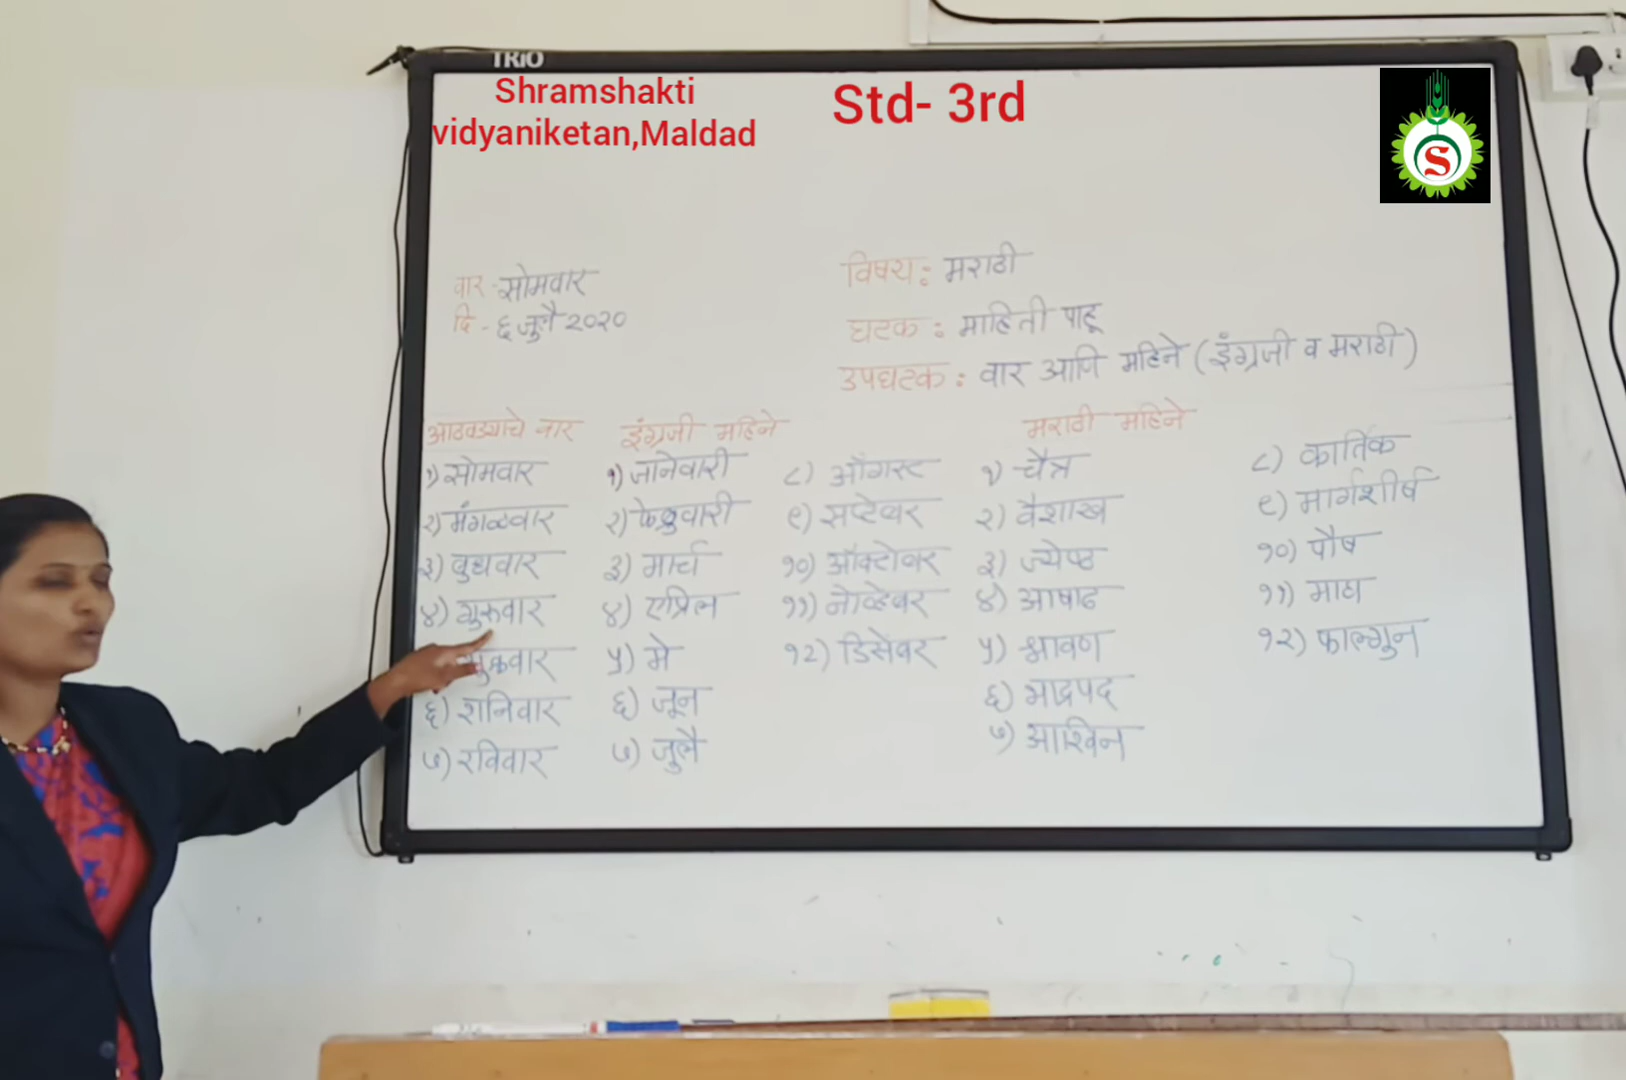 TRiO
Shramshakti
vidyaniketan,Maldad
Std- 3rd
S
वार - सोमवार
दि - ६ जुलै २०२०
विषय : मराठी
घटक : माहिती पाहू
उपघटक : वार आणि महिने (इंग्रजी व मराठी)
आठवड्याचे वार
१) सोमवार
२) मंगळवार
३) बुधवार
४) गुरुवार
शुक्रवार
६) शनिवार
७) रविवार
इंग्रजी महिने
१) जानेवारी
२) फेब्रुवारी
३) मार्च
४) एप्रिल
५) मे
६) जून
७) जुलै
८) ऑगस्ट
९) सप्टेंबर
१०) ऑक्टोबर
११) नोव्हेंबर
१२) डिसेंबर
मराठी महिने
१) चैत्र
२) वैशाख
३) ज्येष्ठ
४) आषाढ
५) श्रावण
६) भाद्रपद
७) आश्विन
८) कार्तिक
९) मार्गशीर्ष
१०) पौष
११) माघ
१२) फाल्गुन